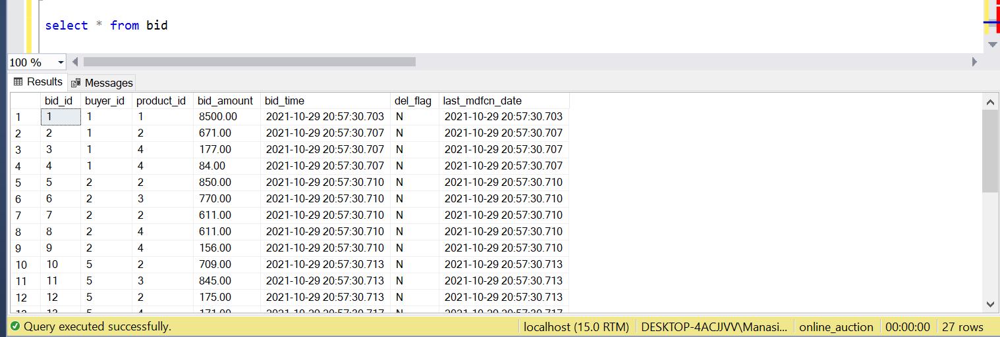 select * from bid
100 %
Results Messages
bid_id buyer_id product_id bid_amount bid_time del_flag last_mdfcn_date
1 1 1 1 8500.00 2021-10-29 20:57:30.703 N 2021-10-29 20:57:30.703
2 2 1 2 671.00 2021-10-29 20:57:30.707 N 2021-10-29 20:57:30.707
3 3 1 4 177.00 2021-10-29 20:57:30.707 N 2021-10-29 20:57:30.707
4 4 1 4 84.00 2021-10-29 20:57:30.707 N 2021-10-29 20:57:30.707
5 5 2 2 850.00 2021-10-29 20:57:30.710 N 2021-10-29 20:57:30.710
6 6 2 3 770.00 2021-10-29 20:57:30.710 N 2021-10-29 20:57:30.710
7 7 2 2 611.00 2021-10-29 20:57:30.710 N 2021-10-29 20:57:30.710
8 8 2 4 611.00 2021-10-29 20:57:30.710 N 2021-10-29 20:57:30.710
9 9 2 4 156.00 2021-10-29 20:57:30.710 N 2021-10-29 20:57:30.710
10 10 5 2 709.00 2021-10-29 20:57:30.713 N 2021-10-29 20:57:30.713
11 11 5 3 845.00 2021-10-29 20:57:30.713 N 2021-10-29 20:57:30.713
12 12 5 2 175.00 2021-10-29 20:57:30.713 N 2021-10-29 20:57:30.713
Query executed successfully. localhost (15.0 RTM) DESKTOP-4ACJJVV\Manasi... online_auction 00:00:00 27 rows